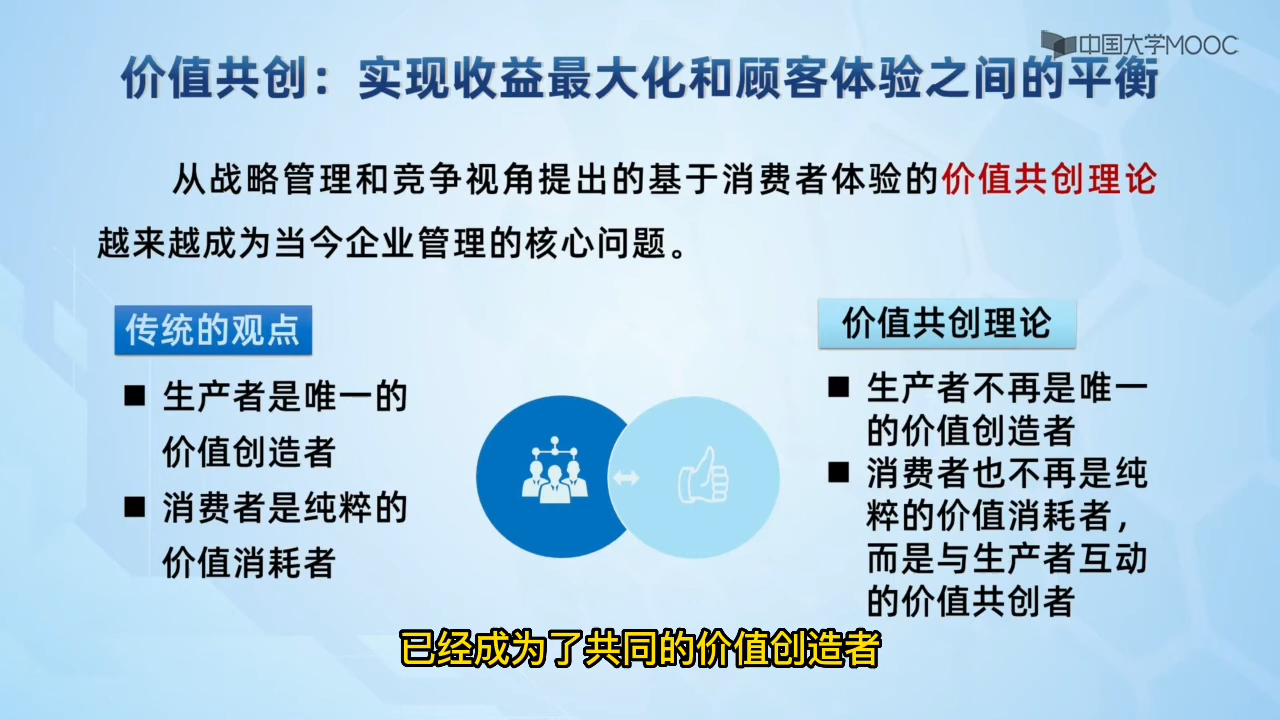 中国大学MOOC
价值共创：实现收益最大化和顾客体验之间的平衡
从战略管理和竞争视角提出的基于消费者体验的价值共创理论
越来越成为当今企业管理的核心问题。
传统的观点
■ 生产者是唯一的
价值创造者
■ 消费者是纯粹的
价值消耗者
价值共创理论
■ 生产者不再是唯一
的价值创造者
■ 消费者也不再是纯
粹的价值消耗者，
而是与生产者互动
的价值共创者
已经成为了共同的价值创造者